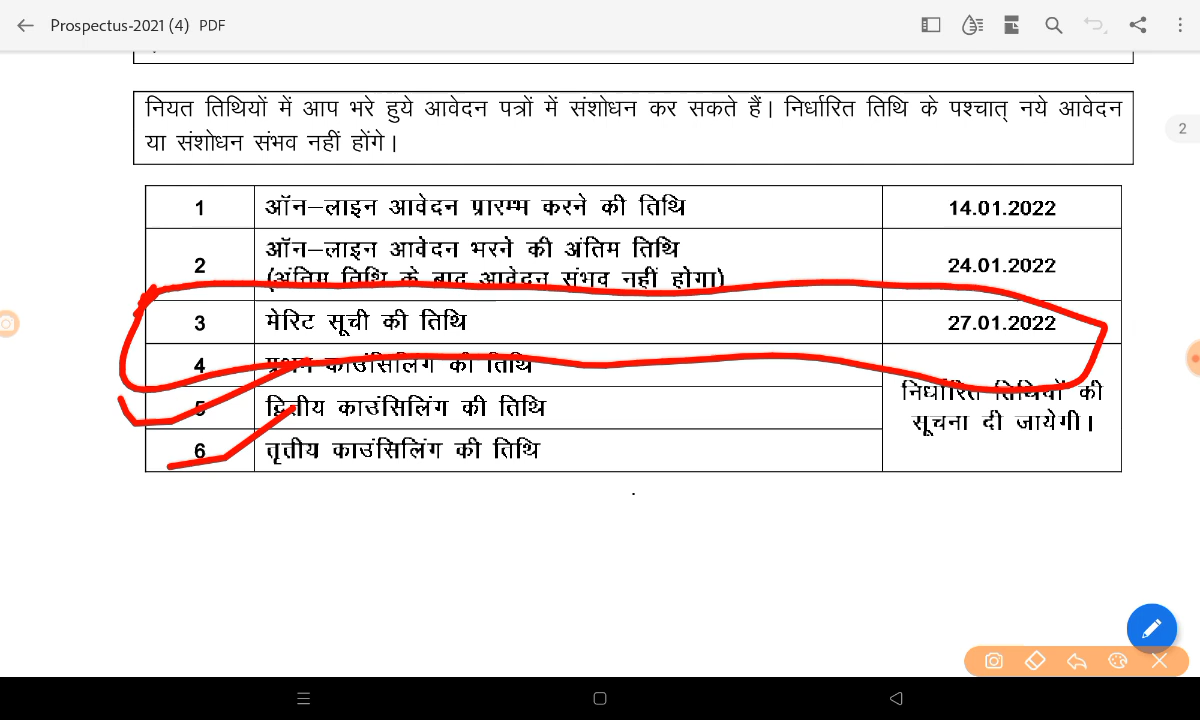 Prospectus-2021 (4) PDF
नियत तिथियों में आप भरे हुये आवेदन पत्रों में संशोधन कर सकते हैं। निर्धारित तिथि के पश्चात् नये आवेदन
या संशोधन संभव नहीं होंगे।
2
1 ऑन–लाइन आवेदन प्रारम्भ करने की तिथि 14.01.2022
2 ऑन–लाइन आवेदन भरने की अंतिम तिथि
(अंतिम तिथि के बाद आवेदन संभव नहीं होगा) 24.01.2022
3 मेरिट सूची की तिथि 27.01.2022
4 प्रथम काउंसिलिंग की तिथि
5 द्वितीय काउंसिलिंग की तिथि
6 तृतीय काउंसिलिंग की तिथि
निर्धारित तिथियों की
सूचना दी जायेगी।